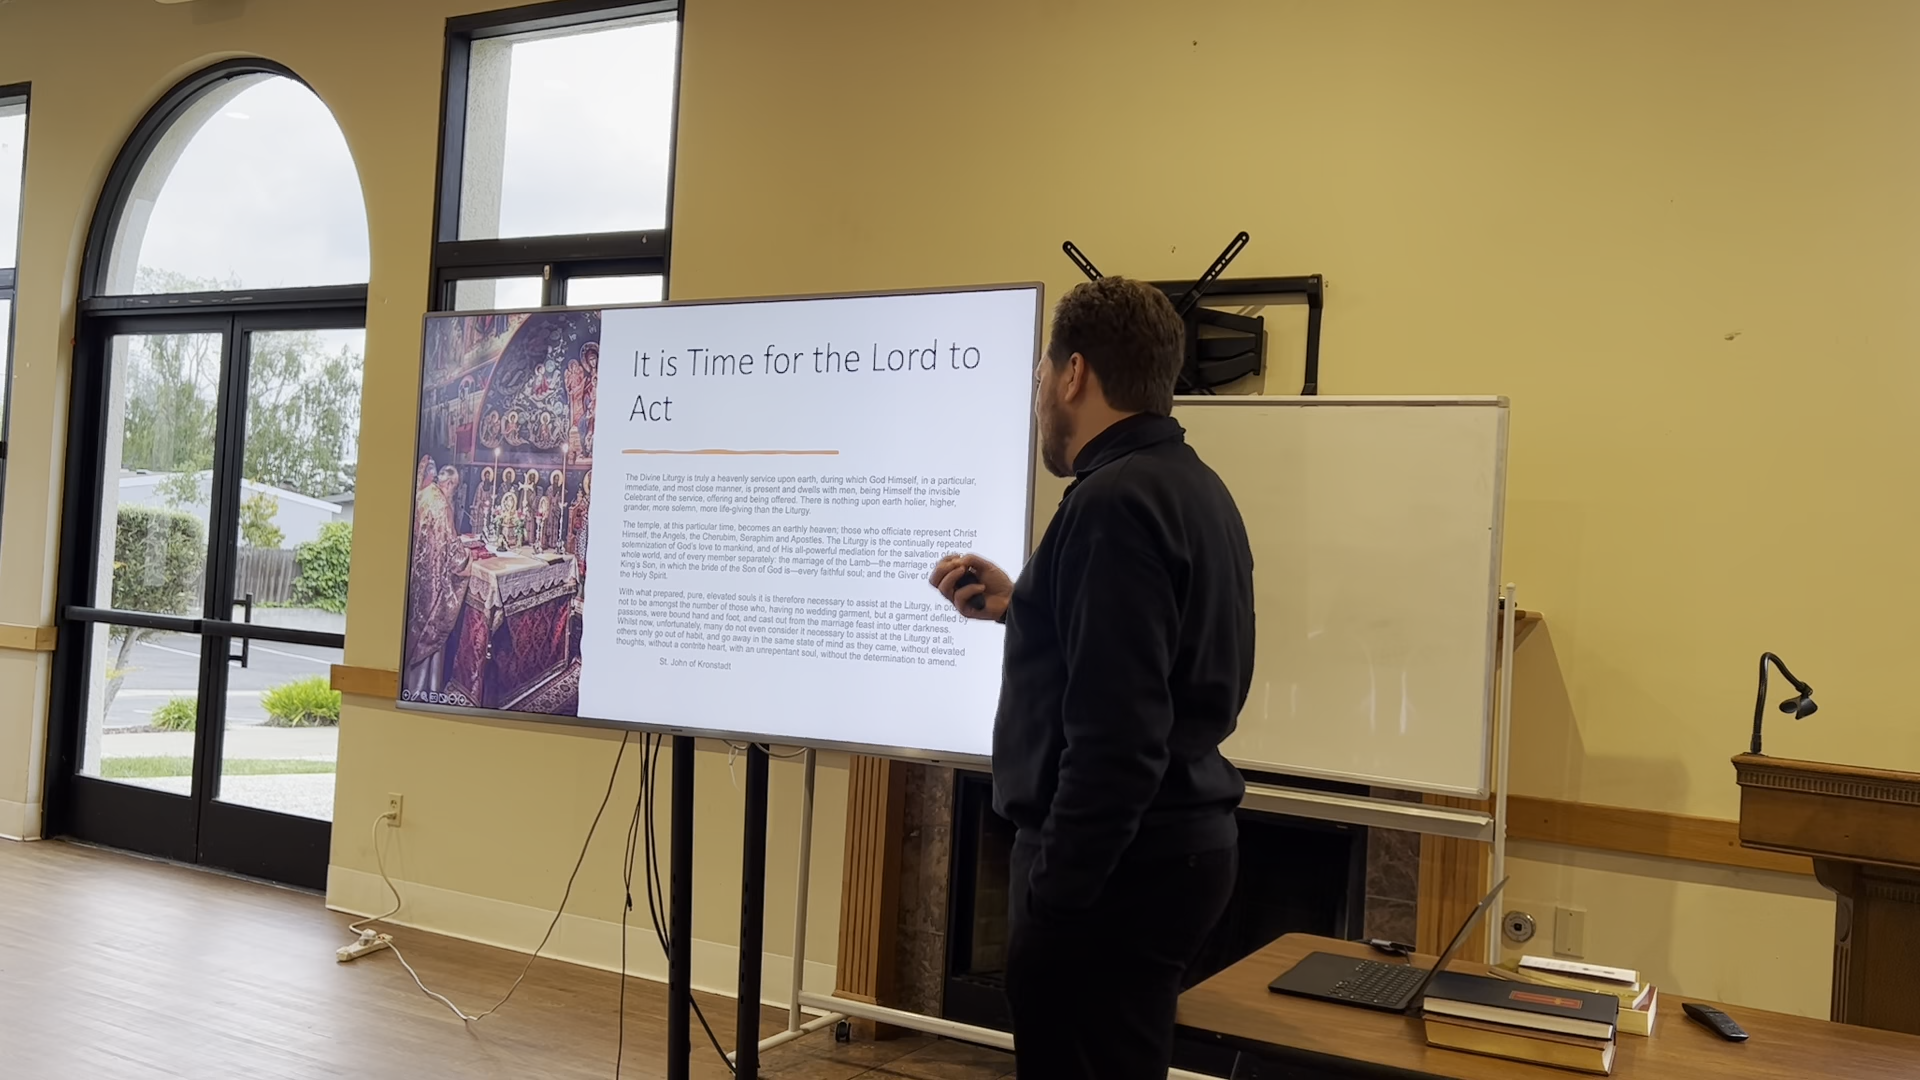 It is Time for the Lord to
Act
The Divine Liturgy is truly a heavenly service upon earth, during which God Himself, in a particular,
immediate, and most close manner, is present and dwells with men, being Himself the invisible
Celebrant of the service, offering and being offered. There is nothing upon earth holier, higher,
grander, more solemn, more life-giving than the Liturgy.
The temple, at this particular time, becomes an earthly heaven; those who officiate represent Christ
Himself, the Angels, the Cherubim, Seraphim and Apostles. The Liturgy is the continually repeated
solemnization of God's love to mankind, and of His all-powerful mediation for the salvation of the
whole world, and of every member separately: the marriage of the Lamb—the marriage of
King's Son, in which the bride of the Son of God is—every faithful soul; and the Giver of
the Holy Spirit.
With what prepared, pure, elevated souls it is therefore necessary to assist at the Liturgy, in
not to be amongst the number of those who, having no wedding garment, but a garment defiled by
passions, were bound hand and foot, and cast out from the marriage feast into utter darkness.
Whilst now, unfortunately, many do not even consider it necessary to assist at the Liturgy at all;
others only go out of habit, and go away in the same state of mind as they came, without elevated
thoughts, without a contrite heart, with an unrepentant soul, without the determination to amend.
St. John of Kronstadt